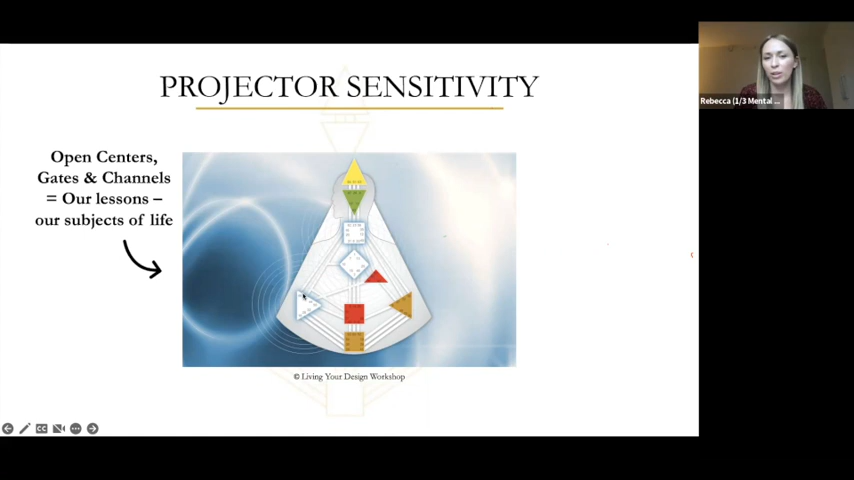 PROJECTOR SENSITIVITY
Open Centers,
Gates & Channels
= Our lessons –
our subjects of life
© Living Your Design Workshop
Rebecca (1/3 Mental ...
CC